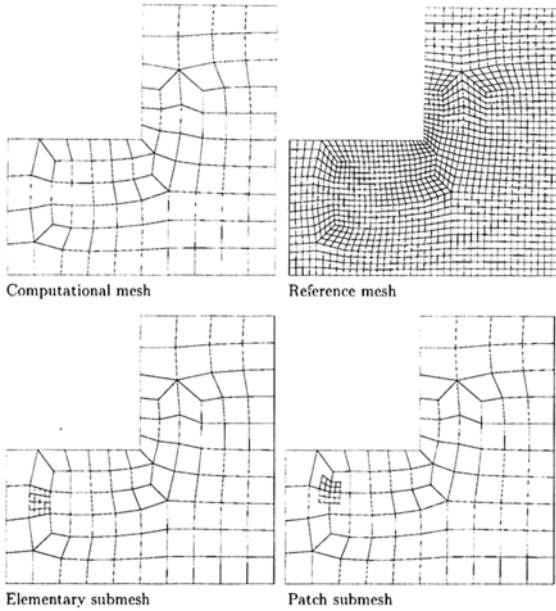 Computational mesh
Reference mesh
Elementary submesh
Patch submesh